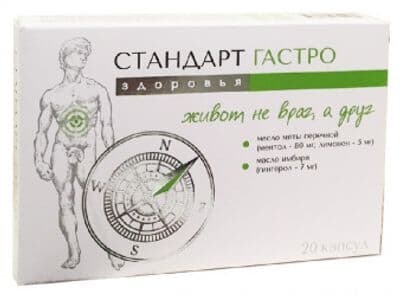 СТАНДАРТ ГАСТРО
здоровья
живот не враг, а друг
масло мяты перечной
(ментол - 80 мг; лимонен - 5 мг)
масло имбиря
(гингерол - 7 мг)
N
W
E
S
20 капсул